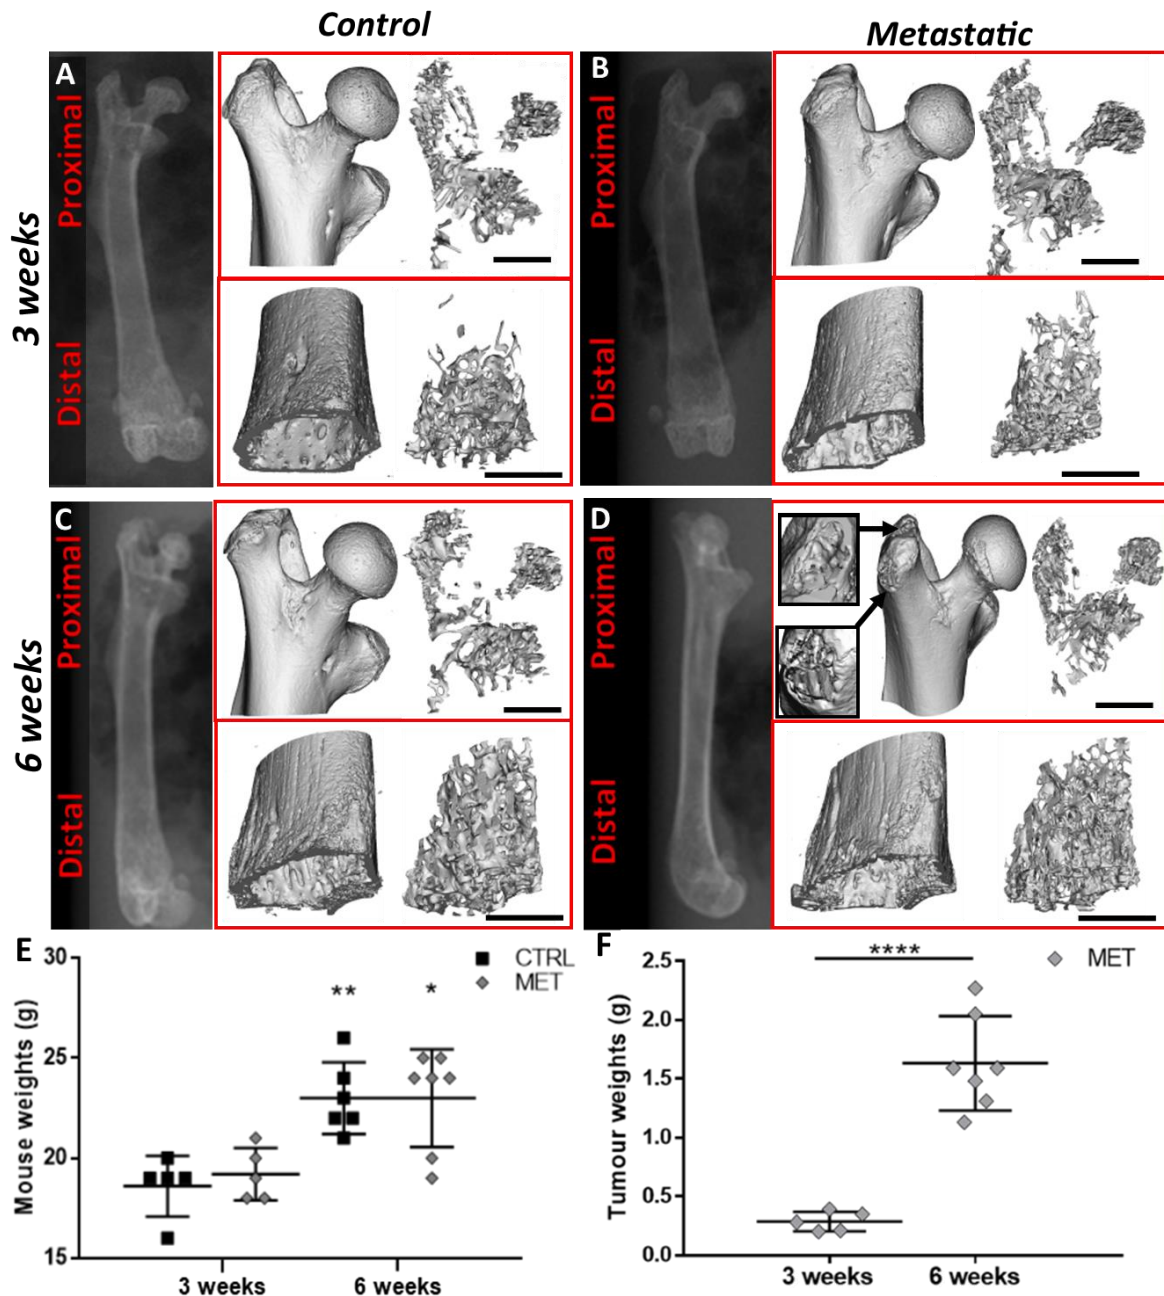 Control
Metastatic
3 weeks
A
Proximal
Distal
B
Proximal
Distal
6 weeks
C
Proximal
Distal
D
Proximal
Distal
E
Mouse weights (g)
30
25
20
15
CTRL
MET
**
*
3 weeks
6 weeks
F
Tumour weights (g)
2.5
2.0
1.5
1.0
0.5
0.0
****
MET
3 weeks
6 weeks